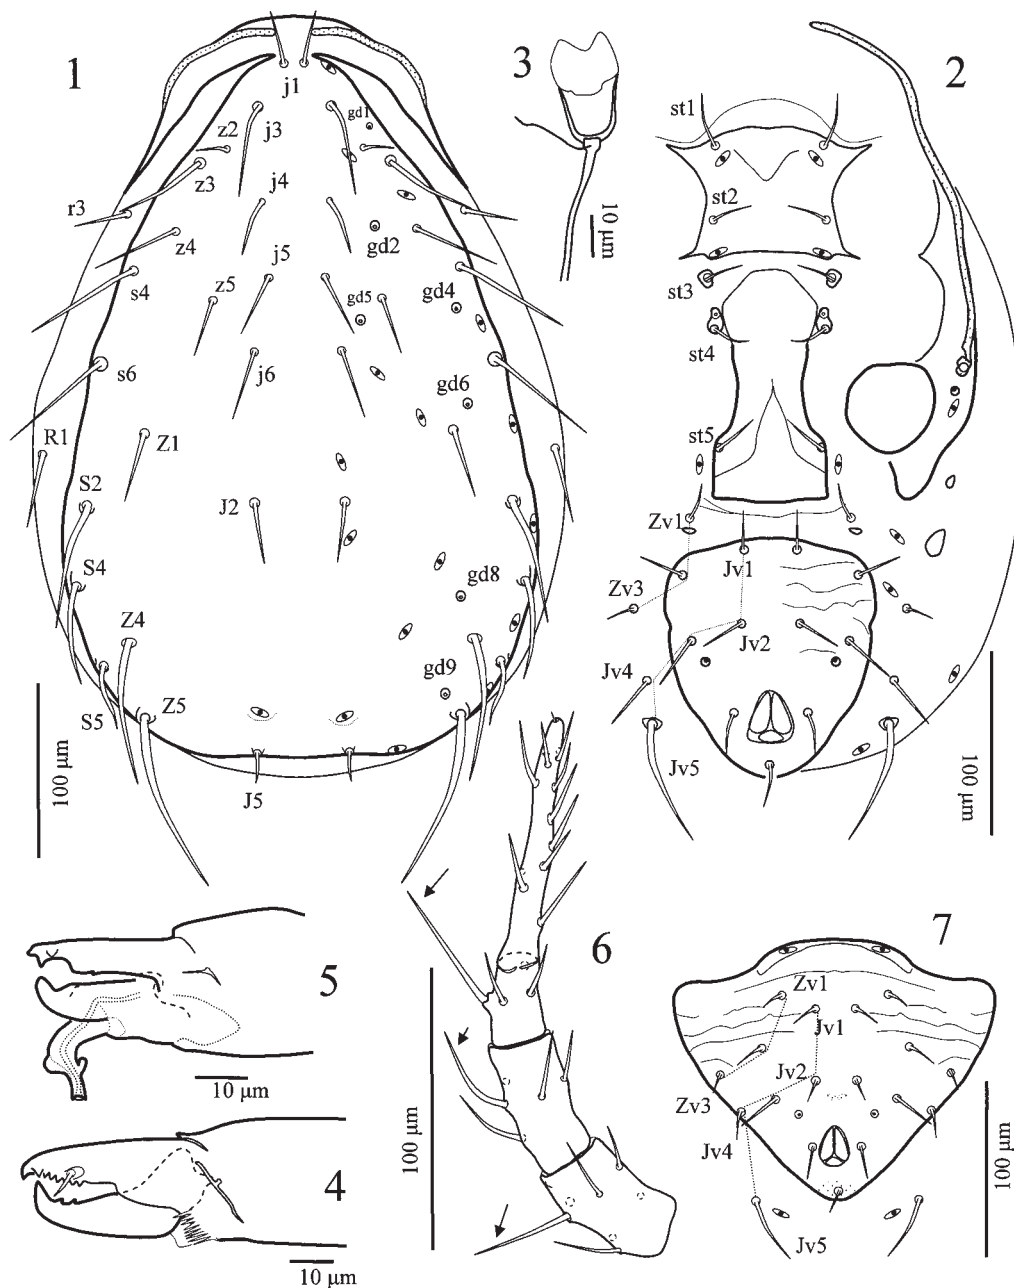 1
j1
z2
j3
gd1
z3
r3
j4
z4
gd2
j5
s4
z5
gd5
gd4
s6
j6
gd6
R1
Z1
S2
J2
S4
gd8
Z4
gd9
S5
Z5
J5
100 µm
3
10 µm
2
st1
st2
st3
st4
st5
Zv1
Jv1
Zv3
Jv2
Jv4
Jv5
100 µm
5
10 µm
4
10 µm
6
100 µm
7
Zv1
Jv1
Jv2
Zv3
Jv4
Jv5
100 µm